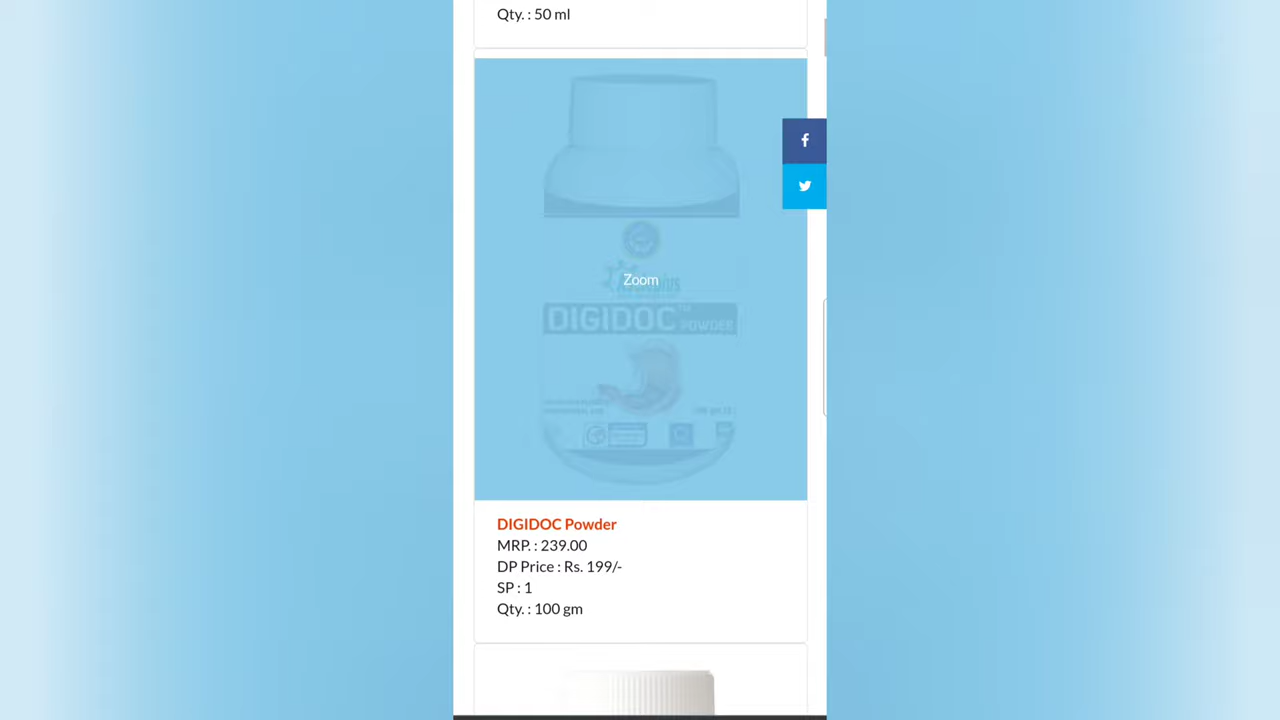 Qty. : 50 ml
Zoom
DIGIDOC POWDER
DIGIDOC Powder
MRP. : 239.00
DP Price : Rs. 199/-
SP : 1
Qty. : 100 gm